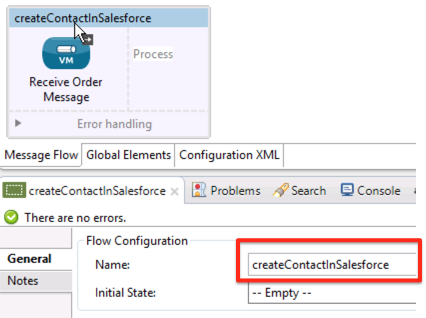 createContactInSalesforce
VM
Process
Receive Order
Message
Error handling
Message Flow Global Elements Configuration XML
createContactInSalesforce Problems Search Console
There are no errors.
General
Notes
Flow Configuration
Name: createContactInSalesforce
Initial State: -- Empty --